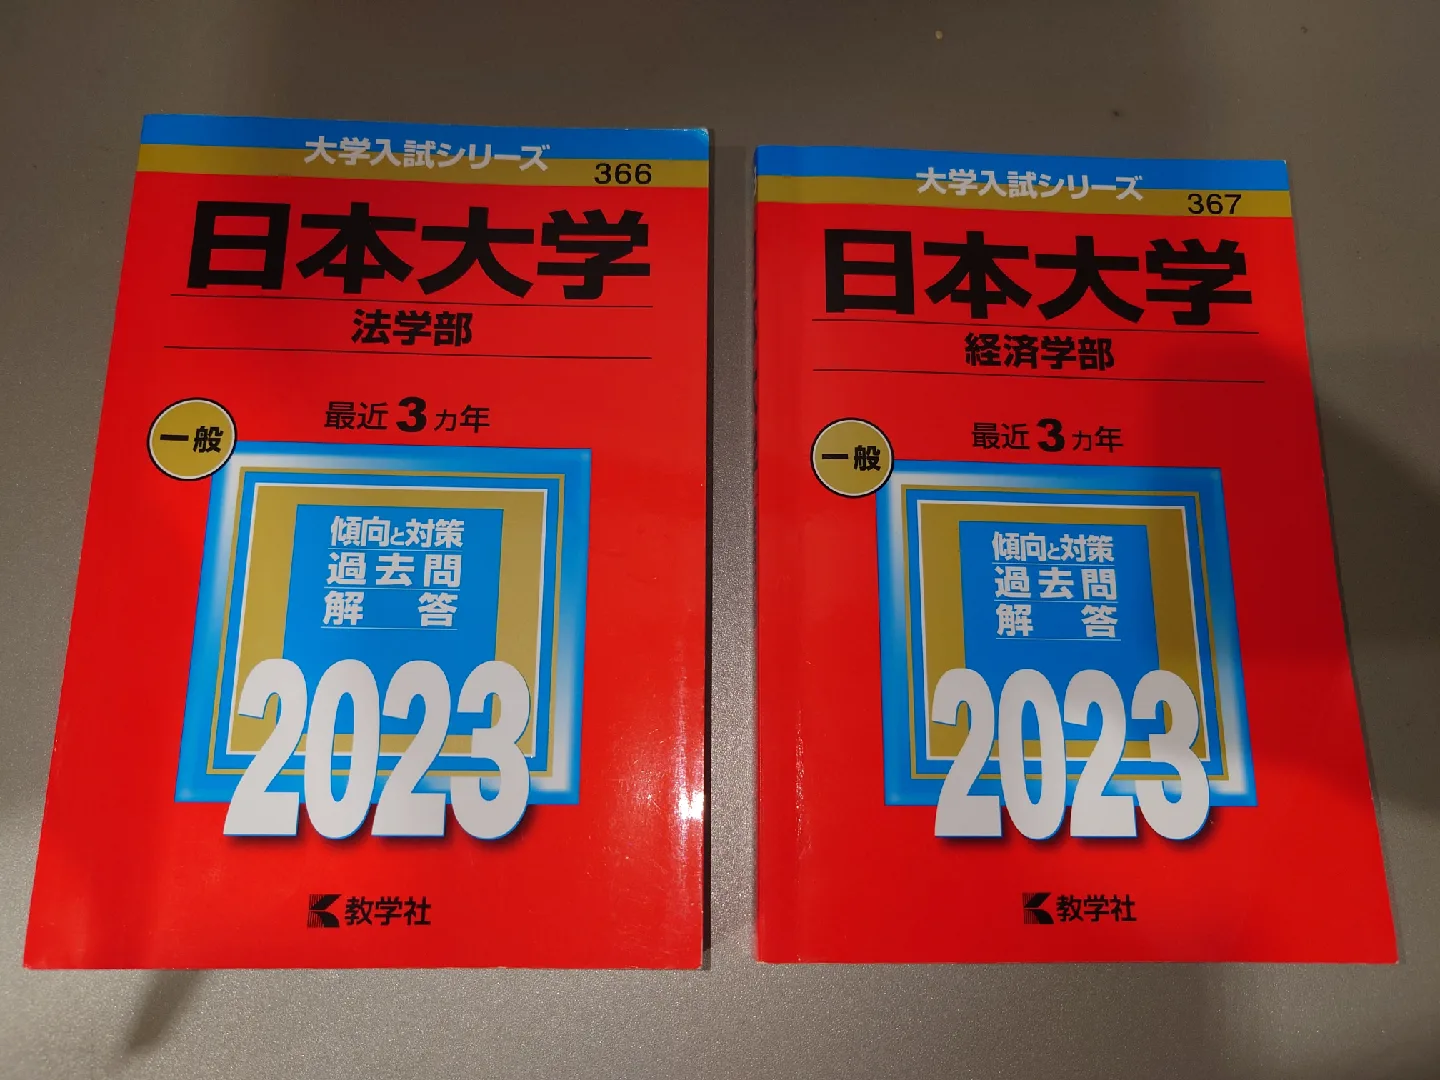 大学入試シリーズ
366
日本大学
法学部
最近3カ年
一般
傾向と対策
過去問
解答
2023
教学社
大学入試シリーズ
367
日本大学
経済学部
最近3カ年
一般
傾向と対策
過去問
解答
2023
教学社